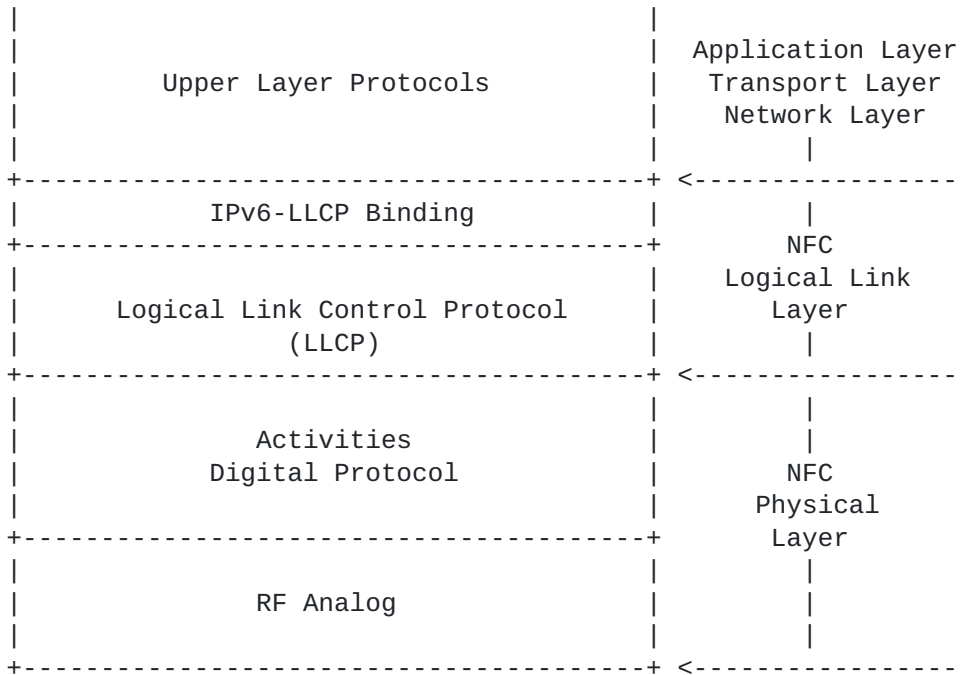 Application Layer
Upper Layer Protocols Transport Layer
Network Layer
IPv6-LLCP Binding
NFC
Logical Link
Logical Link Control Protocol Layer
(LLCP)
Activities
Digital Protocol NFC
Physical
Layer
RF Analog